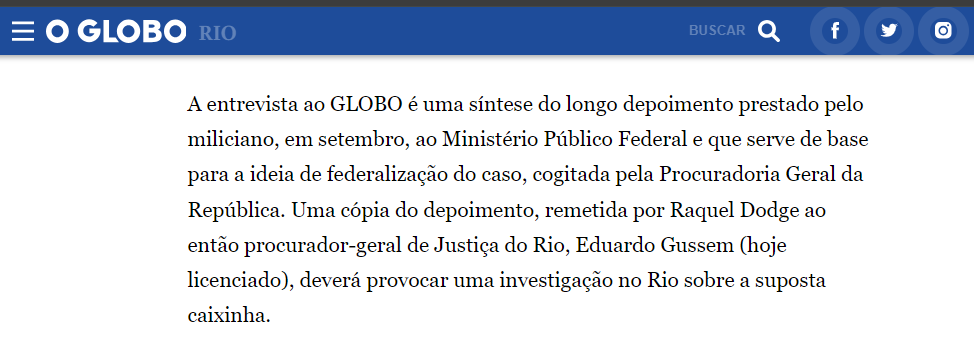 O GLOBO RIO BUSCAR
A entrevista ao GLOBO é uma síntese do longo depoimento prestado pelo
miliciano, em setembro, ao Ministério Público Federal e que serve de base
para a ideia de federalização do caso, cogitada pela Procuradoria Geral da
República. Uma cópia do depoimento, remetida por Raquel Dodge ao
então procurador-geral de Justiça do Rio, Eduardo Gussem (hoje
licenciado), deverá provocar uma investigação no Rio sobre a suposta
caixinha.